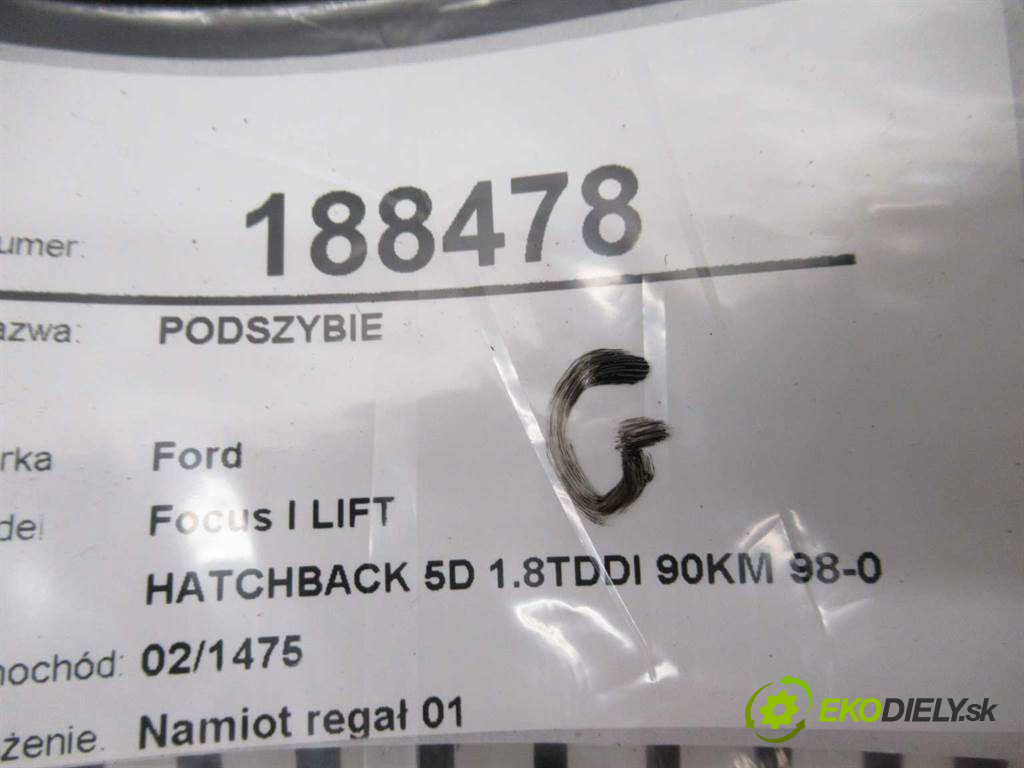 umer: 188478
azwa: PODSZYBIE
G
rka Ford
del Focus I LIFT
HATCHBACK 5D 1.8TDDI 90KM 98-0
mochód: 02/1475
żenie. Namiot regał 01
EKODIELY.sk